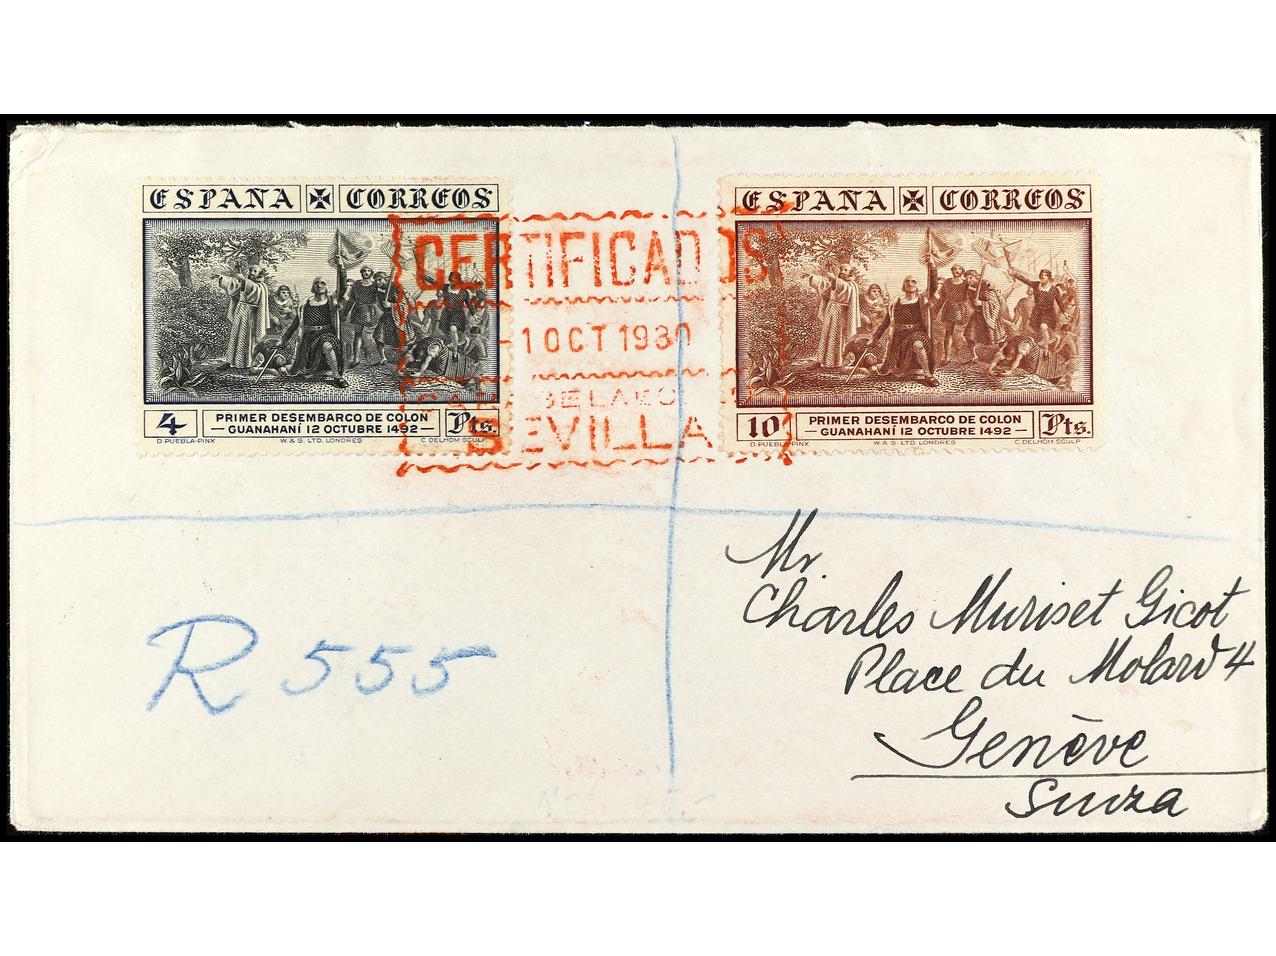 ESPAÑA CORREOS
4 PRIMER DESEMBARCO DE COLON Pts.
GUANAHANÍ 12 OCTUBRE 1492
D. PUEBLA-PINX W. & S. LTD. LONDRES C. DELHOM SCULP
ESPAÑA CORREOS
10 PRIMER DESEMBARCO DE COLON Pts.
GUANAHANÍ 12 OCTUBRE 1492
D. PUEBLA-PINX W. & S. LTD. LONDRES C. DELHOM SCULP
CERTIFICADOS
-1 OCT 1930
SEVILLA
R 555
Mr.
Charles Muriset Gicot
Place du Molard 4
Genève
Suiza